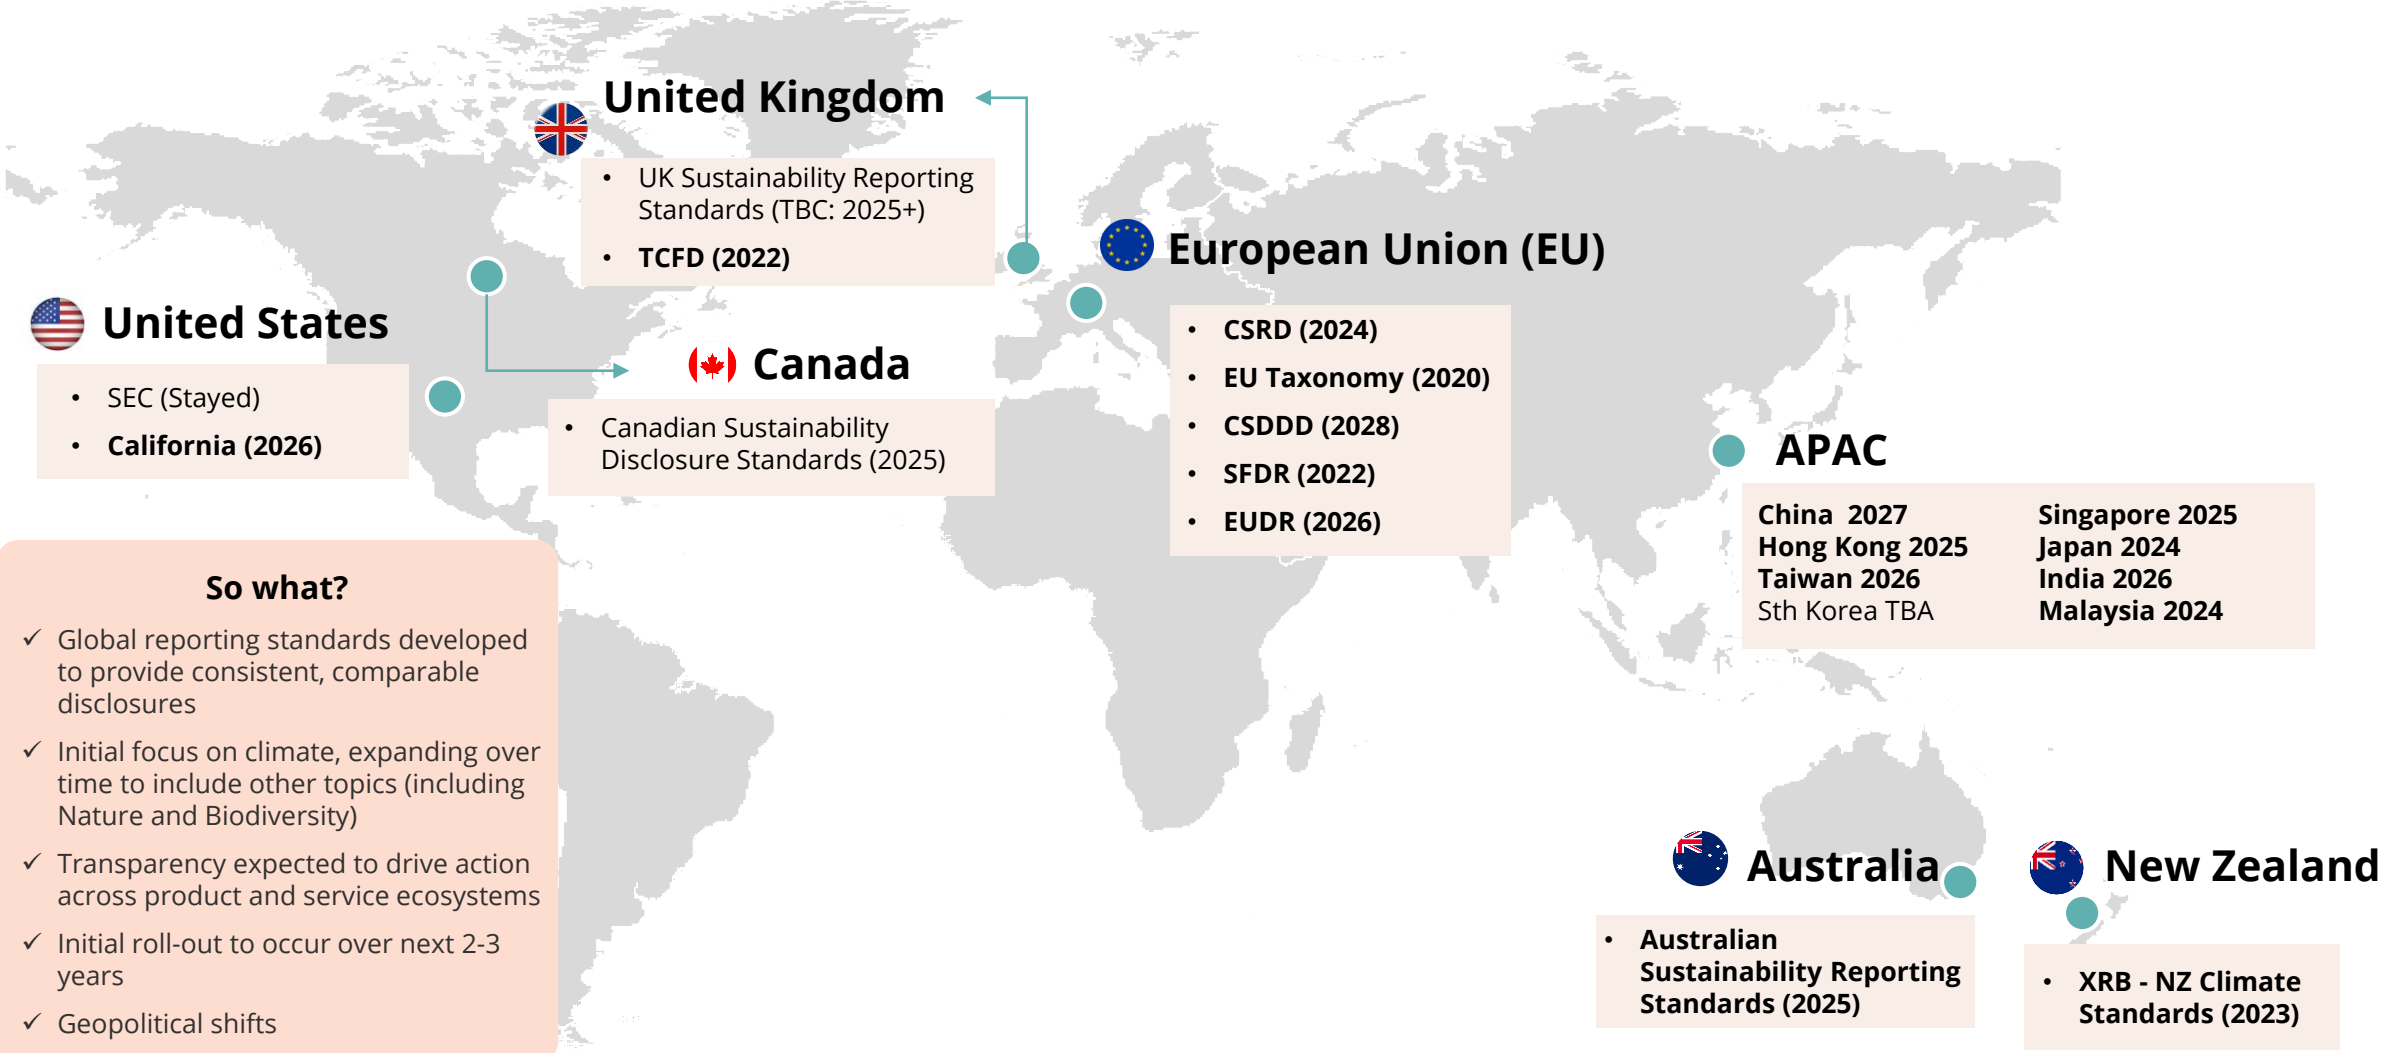 United Kingdom
• UK Sustainability Reporting
Standards (TBC: 2025+)
• TCFD (2022)
European Union (EU)
• CSRD (2024)
• EU Taxonomy (2020)
• CSDDD (2028)
• SFDR (2022)
• EUDR (2026)
United States
• SEC (Stayed)
• California (2026)
Canada
• Canadian Sustainability
Disclosure Standards (2025)
APAC
China 2027
Hong Kong 2025
Taiwan 2026
Sth Korea TBA
Singapore 2025
Japan 2024
India 2026
Malaysia 2024
So what?
✓ Global reporting standards developed
to provide consistent, comparable
disclosures
✓ Initial focus on climate, expanding over
time to include other topics (including
Nature and Biodiversity)
✓ Transparency expected to drive action
across product and service ecosystems
✓ Initial roll-out to occur over next 2-3
years
✓ Geopolitical shifts
Australia
• Australian
Sustainability Reporting
Standards (2025)
New Zealand
• XRB - NZ Climate
Standards (2023)